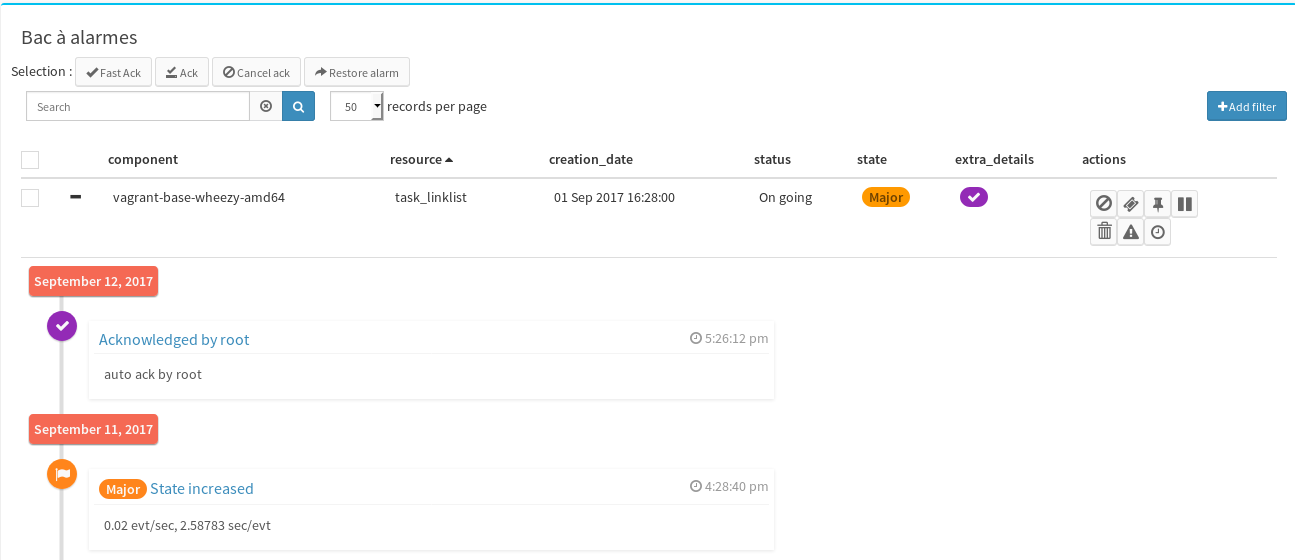 Bac à alarmes
Selection : Fast Ack Ack Cancel ack Restore alarm
Search 50 records per page Add filter
component resource creation_date status state extra_details actions
vagrant-base-wheezy-amd64 task_linklist 01 Sep 2017 16:28:00 On going Major
September 12, 2017
Acknowledged by root 5:26:12 pm
auto ack by root
September 11, 2017
Major State increased 4:28:40 pm
0.02 evt/sec, 2.58783 sec/evt